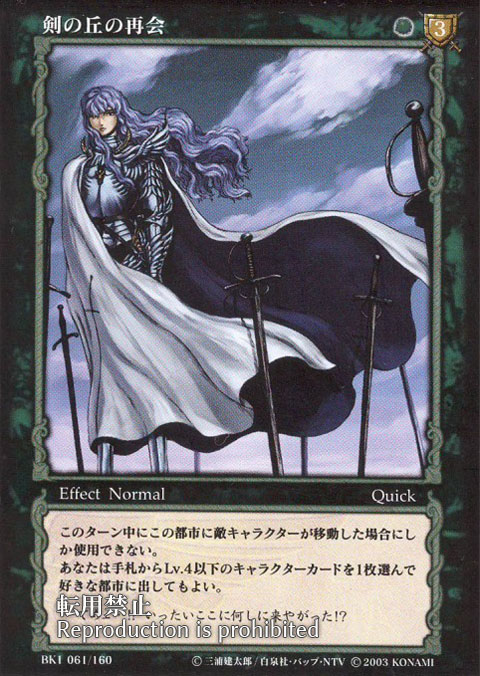 剣の丘の再会
3
Effect Normal
Quick
このターン中にこの都市に敵キャラクターが移動した場合にし
か使用できない。
あなたは手札からLv.4以下のキャラクターカードを1枚選んで
好きな都市に出してもよい。
いったいここに何しに来やがった!?
転用禁止
Reproduction is prohibited
BK1 061/160
© 三浦建太郎/白泉社・バップ・NTV © 2003 KONAMI